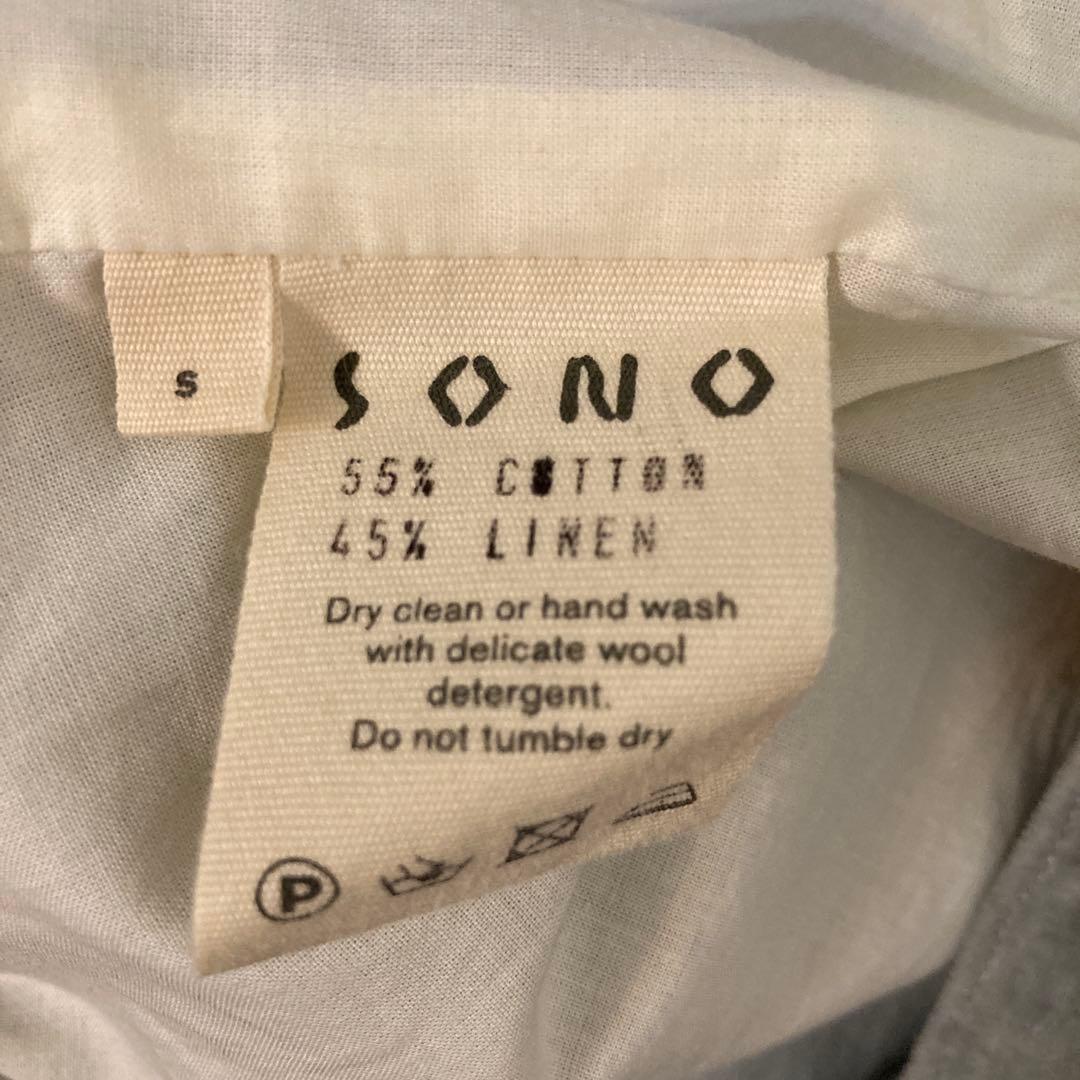 S
SONO
55% COTTON
45% LINEN
Dry clean or hand wash
with delicate wool
detergent.
Do not tumble dry
P